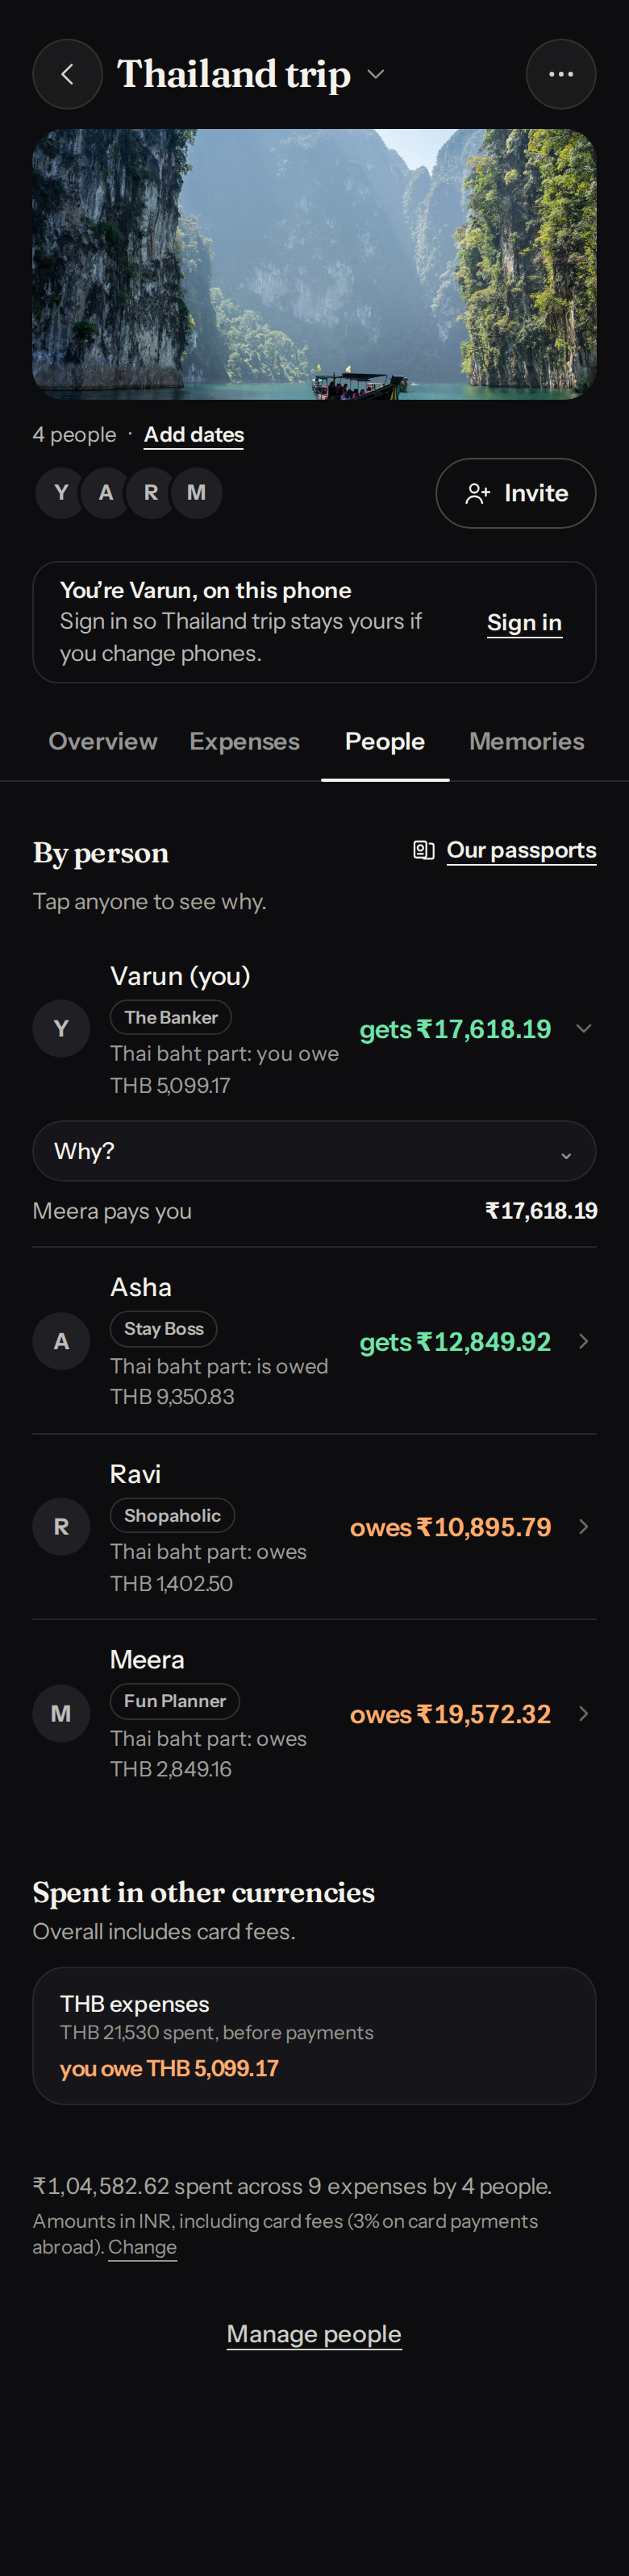 Thailand trip
4 people · Add dates
Y A R M
Invite
You’re Varun, on this phone
Sign in so Thailand trip stays yours if
you change phones.
Sign in
Overview Expenses People Memories
By person
Our passports
Tap anyone to see why.
Y
Varun (you)
The Banker
Thai baht part: you owe
THB 5,099.17
gets ₹17,618.19
Why?
Meera pays you ₹17,618.19
A
Asha
Stay Boss
Thai baht part: is owed
THB 9,350.83
gets ₹12,849.92
R
Ravi
Shopaholic
Thai baht part: owes
THB 1,402.50
owes ₹10,895.79
M
Meera
Fun Planner
Thai baht part: owes
THB 2,849.16
owes ₹19,572.32
Spent in other currencies
Overall includes card fees.
THB expenses
THB 21,530 spent, before payments
you owe THB 5,099.17
₹1,04,582.62 spent across 9 expenses by 4 people.
Amounts in INR, including card fees (3% on card payments
abroad). Change
Manage people